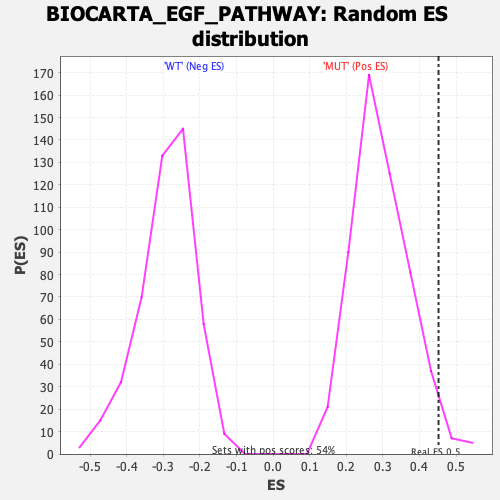 BIOCARTA_EGF_PATHWAY: Random ES
distribution
'WT' (Neg ES)
'MUT' (Pos ES)
170
160
150
140
130
120
110
100
90
80
70
60
50
40
30
20
10
0
P(ES)
Sets with pos scores: 54%
Real ES 0.5
-0.5 -0.4 -0.3 -0.2 -0.1 0.0 0.1 0.2 0.3 0.4 0.5
ES